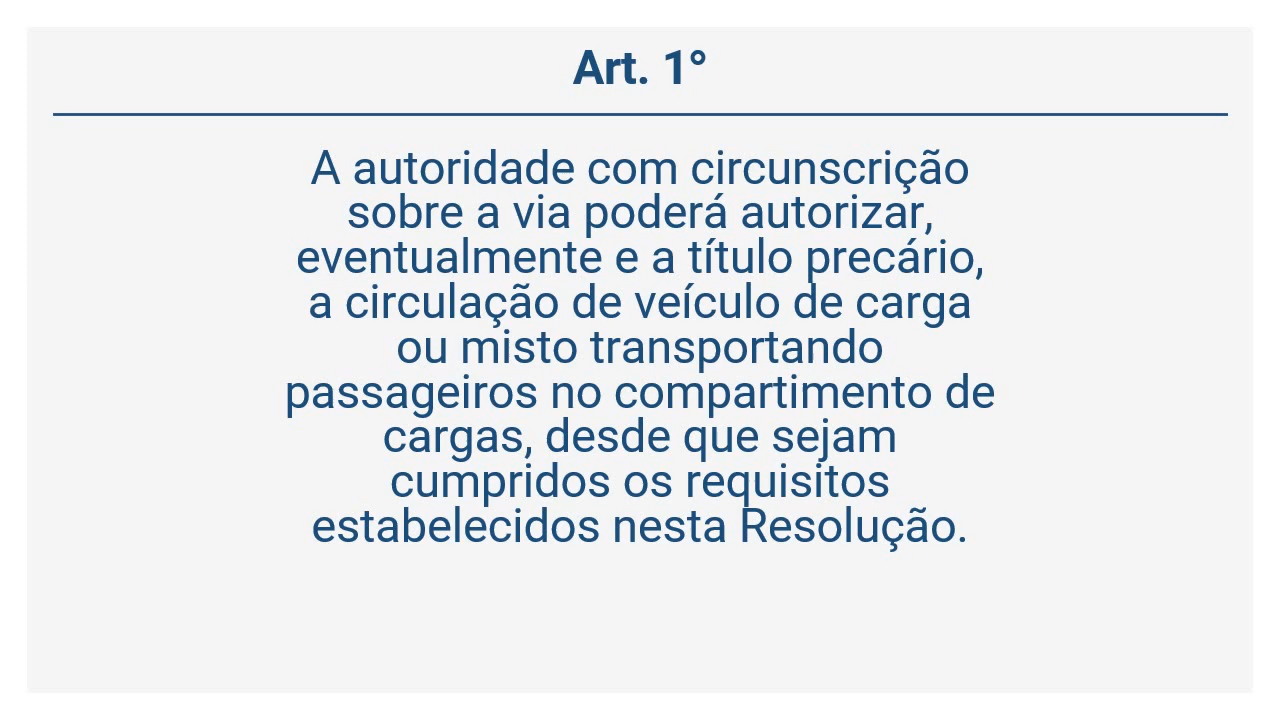 Art. 1°
A autoridade com circunscrição
sobre a via poderá autorizar,
eventualmente e a título precário,
a circulação de veículo de carga
ou misto transportando
passageiros no compartimento de
cargas, desde que sejam
cumpridos os requisitos
estabelecidos nesta Resolução.